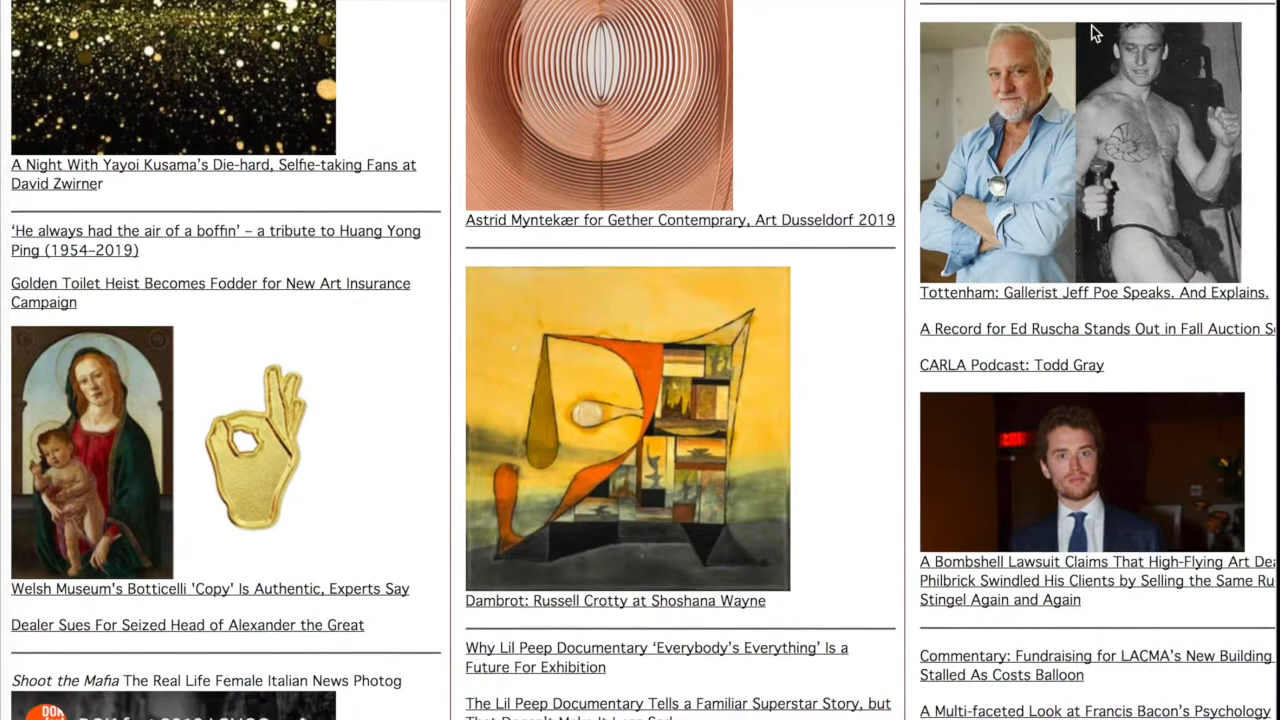 A Night With Yayoi Kusama's Die-hard, Selfie-taking Fans at
David Zwirner
'He always had the air of a boffin' – a tribute to Huang Yong
Ping (1954–2019)
Golden Toilet Heist Becomes Fodder for New Art Insurance
Campaign
Welsh Museum's Botticelli 'Copy' Is Authentic, Experts Say
Dealer Sues For Seized Head of Alexander the Great
Shoot the Mafia The Real Life Female Italian News Photog
Astrid Myntekær for Gether Contemprary, Art Dusseldorf 2019
Dambrot: Russell Crotty at Shoshana Wayne
Why Lil Peep Documentary 'Everybody's Everything' Is a
Future For Exhibition
The Lil Peep Documentary Tells a Familiar Superstar Story, but
Tottenham: Gallerist Jeff Poe Speaks. And Explains.
A Record for Ed Ruscha Stands Out in Fall Auction
CARLA Podcast: Todd Gray
A Bombshell Lawsuit Claims That High-Flying Art
Philbrick Swindled His Clients by Selling the Same
Stingel Again and Again
Commentary: Fundraising for LACMA's New Building
Stalled As Costs Balloon
A Multi-faceted Look at Francis Bacon's Psychology